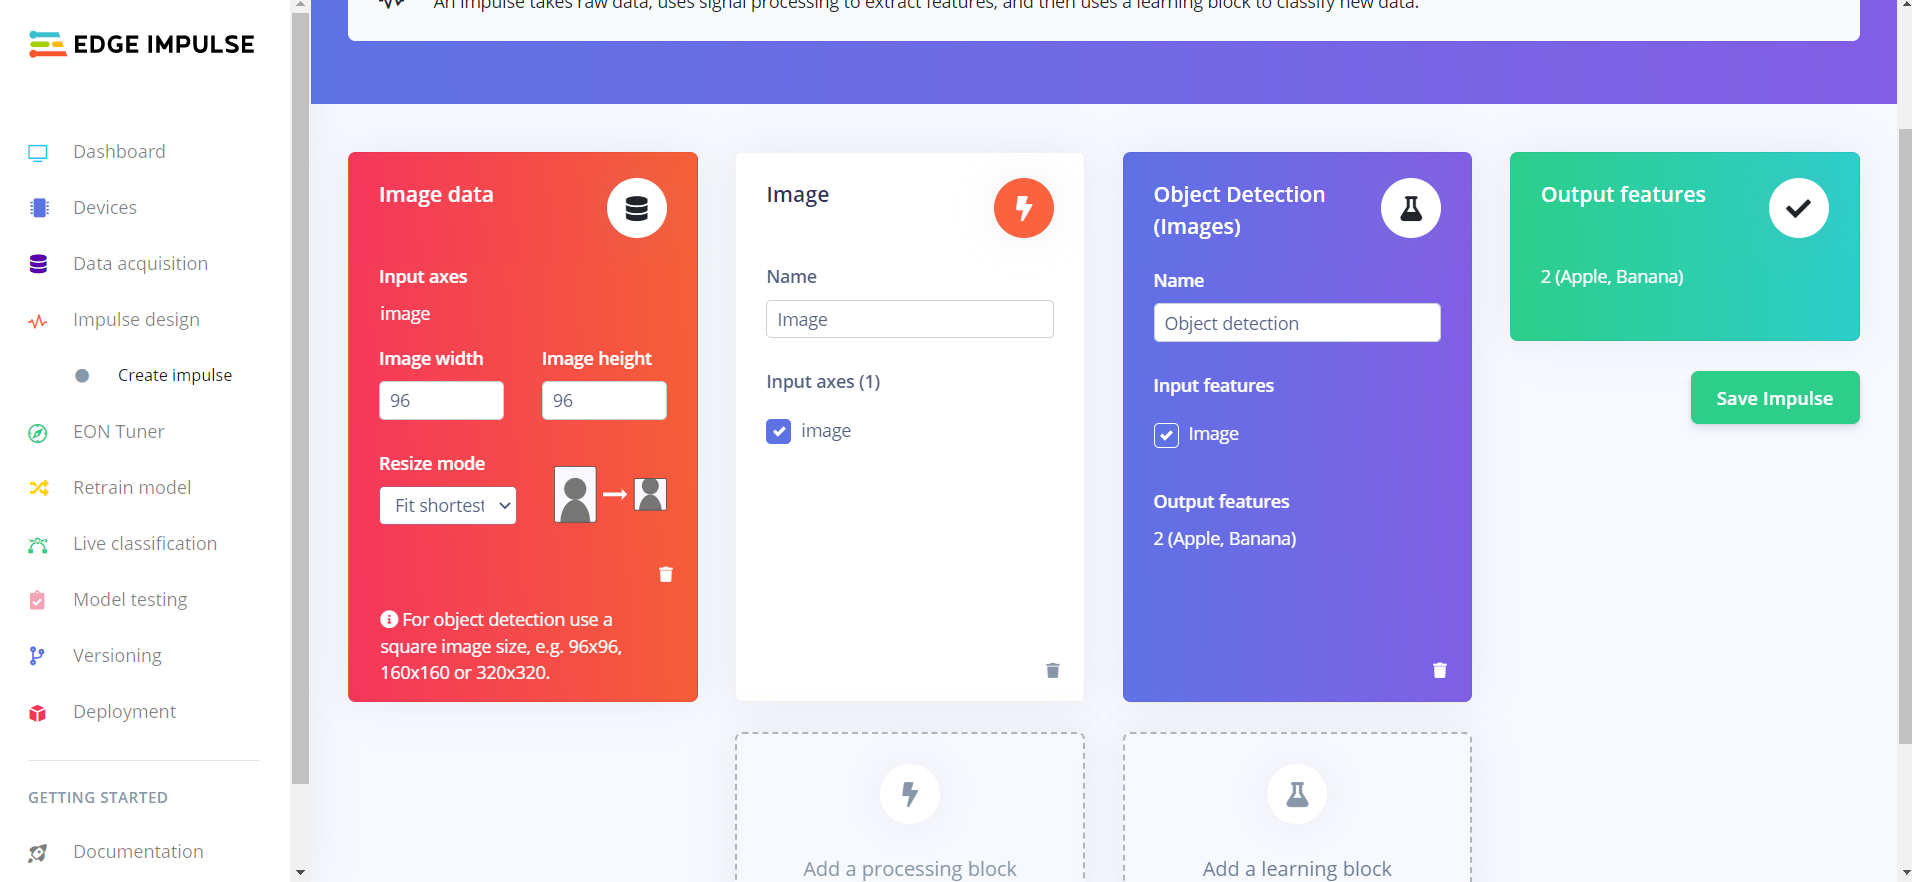 An impulse takes raw data, uses signal processing to extract features, and then uses a learning block to classify new data.
EDGE IMPULSE
Dashboard
Devices
Data acquisition
Impulse design
Create impulse
EON Tuner
Retrain model
Live classification
Model testing
Versioning
Deployment
GETTING STARTED
Documentation
Image data
Input axes
image
Image width
Image height
96
96
Resize mode
Fit shortest
For object detection use a
square image size, e.g. 96x96,
160x160 or 320x320.
Image
Name
Image
Input axes (1)
image
Add a processing block
Object Detection
(Images)
Name
Object detection
Input features
Image
Output features
2 (Apple, Banana)
Add a learning block
Output features
2 (Apple, Banana)
Save Impulse